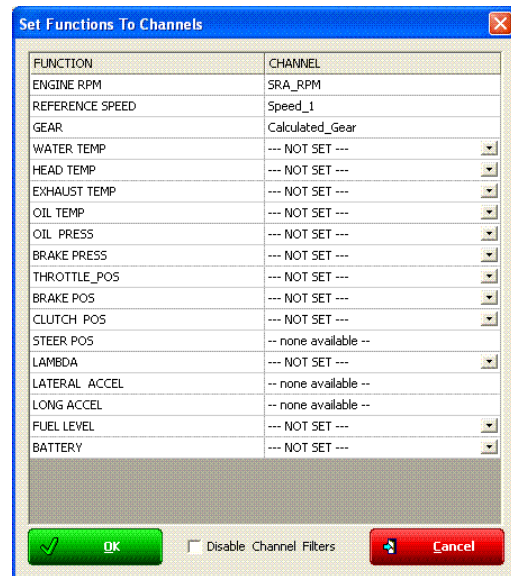 Set Functions To Channels
FUNCTION CHANNEL
ENGINE RPM SRA_RPM
REFERENCE SPEED Speed_1
GEAR Calculated_Gear
WATER TEMP --- NOT SET ---
HEAD TEMP --- NOT SET ---
EXHAUST TEMP --- NOT SET ---
OIL TEMP --- NOT SET ---
OIL PRESS --- NOT SET ---
BRAKE PRESS --- NOT SET ---
THROTTLE_POS --- NOT SET ---
BRAKE POS --- NOT SET ---
CLUTCH POS --- NOT SET ---
STEER POS -- none available --
LAMBDA --- NOT SET ---
LATERAL ACCEL -- none available --
LONG ACCEL -- none available --
FUEL LEVEL --- NOT SET ---
BATTERY --- NOT SET ---
OK Disable Channel Filters Cancel